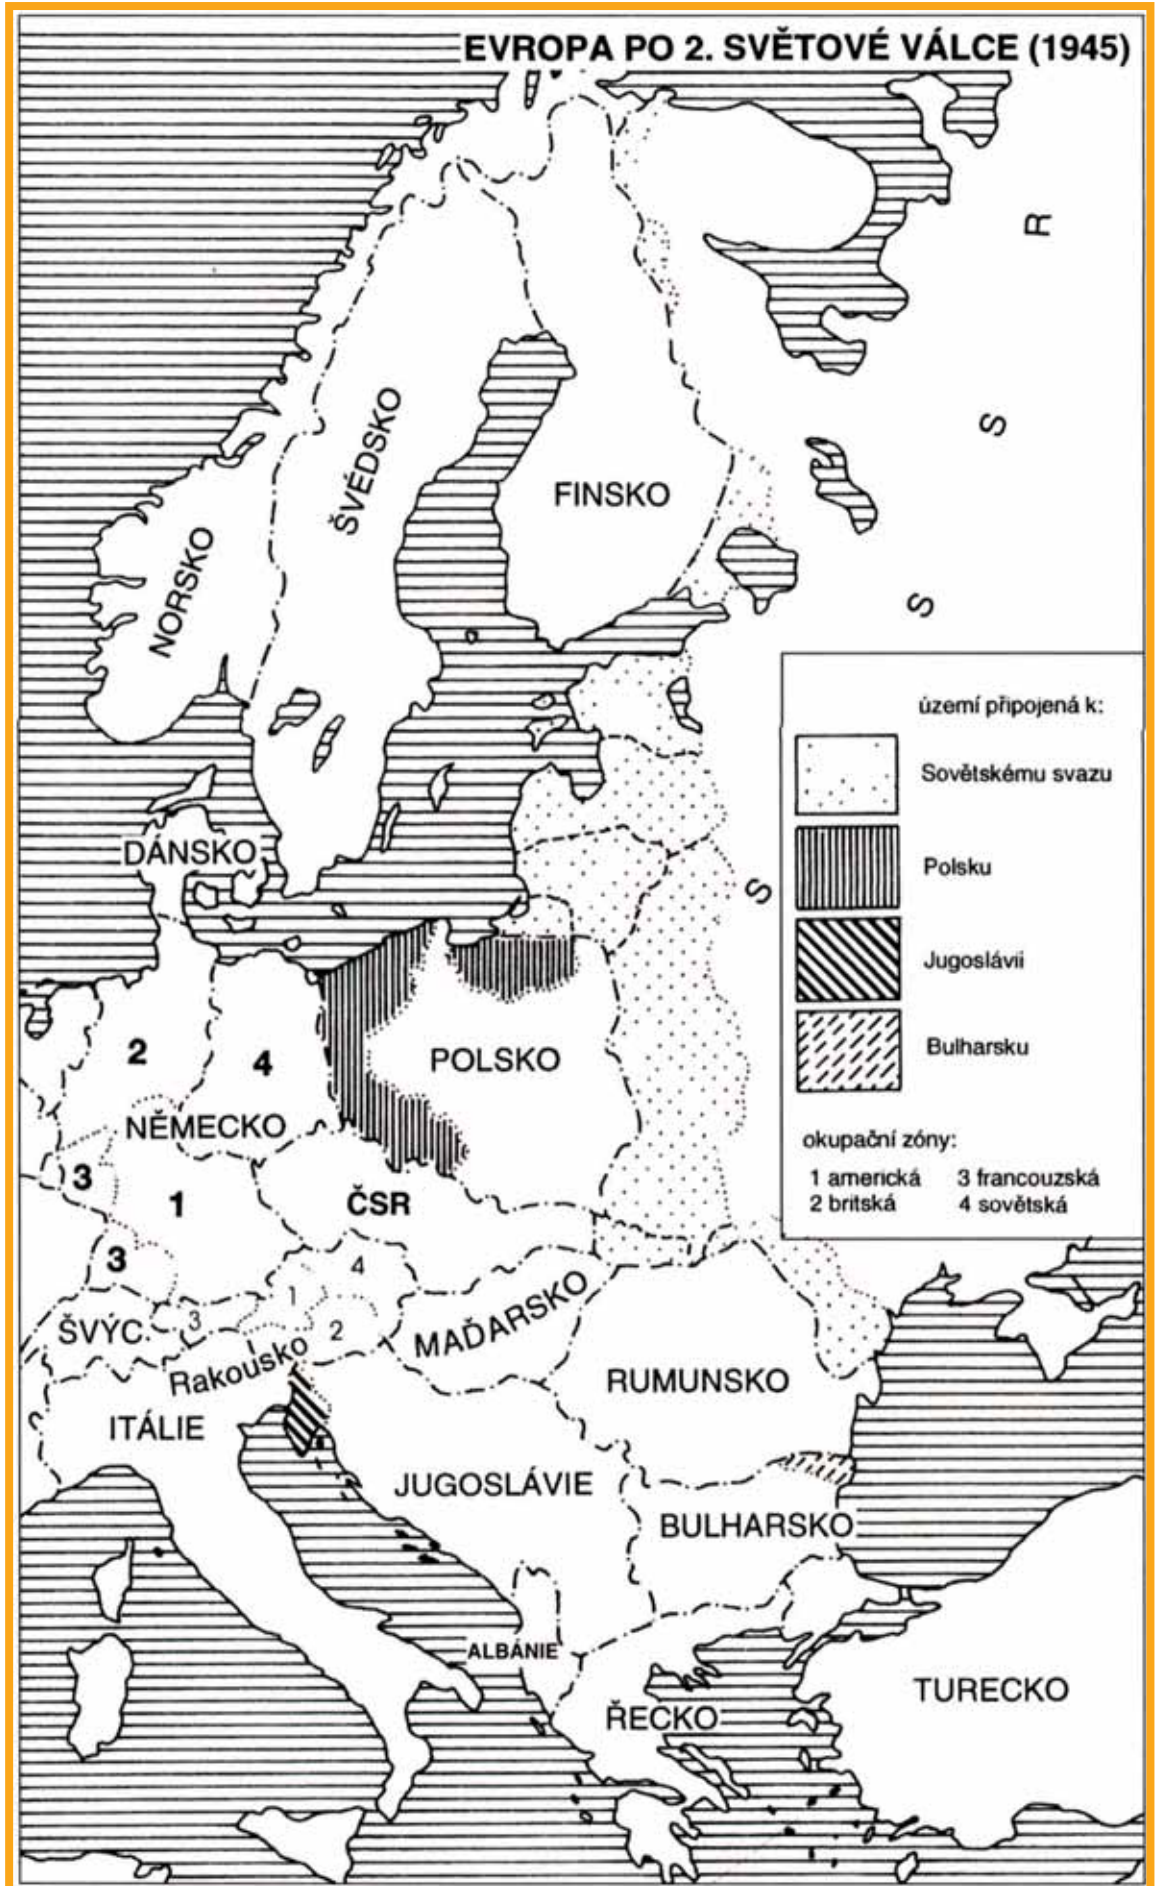 EVROPA PO 2. SVĚTOVÉ VÁLCE (1945)
R
S
S
S
ŠVÉDSKO
FINSKO
NORSKO
území připojená k:
Sovětskému svazu
Polsku
Jugoslávii
Bulharsku
okupační zóny:
1 americká 3 francouzská
2 britská 4 sovětská
DÁNSKO
2
4
POLSKO
NĚMECKO
3
1
ČSR
3
4
1
3
2
ŠVÝC.
Rakousko
MAĎARSKO
RUMUNSKO
ITÁLIE
JUGOSLÁVIE
BULHARSKO
ALBÁNIE
TURECKO
ŘECKO